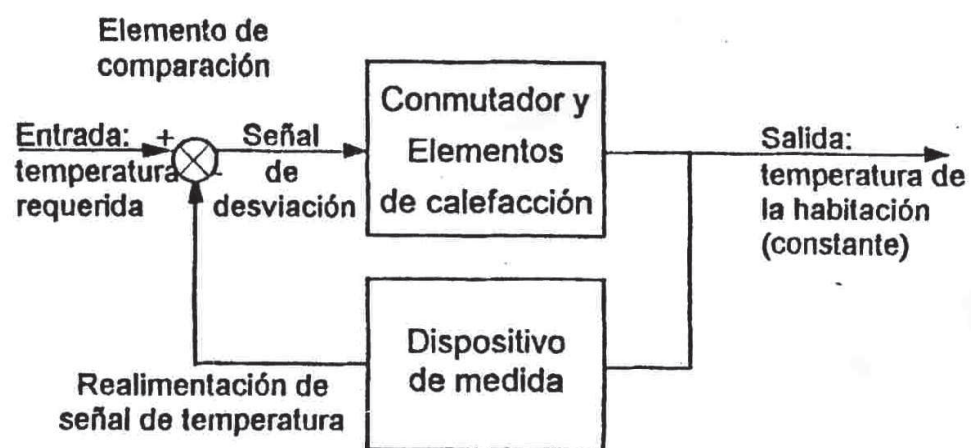 Elemento de
comparación
Entrada:
temperatura
requerida
+
-
Señal
de
desviación
Conmutador y
Elementos
de calefacción
Salida:
temperatura de
la habitación
(constante)
Dispositivo
de medida
Realimentación de
señal de temperatura